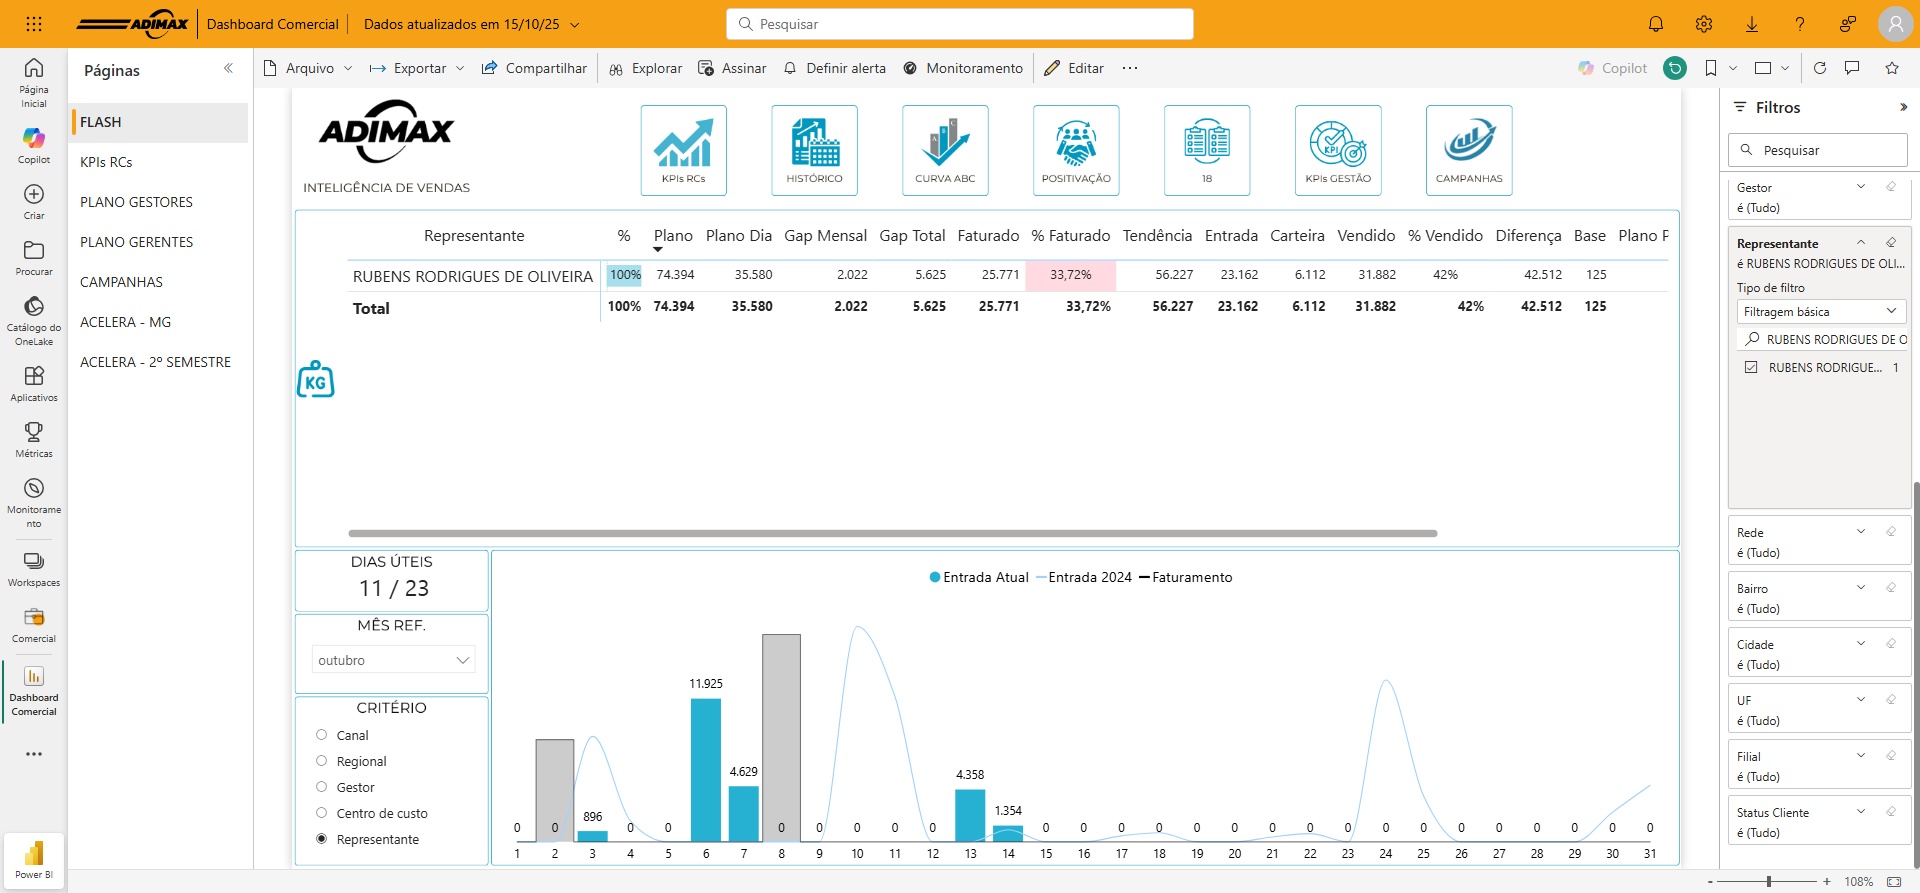 ADIMAX Dashboard Comercial Dados atualizados em 15/10/25 Pesquisar
Página Inicial
Copilot
Criar
Procurar
Catálogo do OneLake
Aplicativos
Métricas
Monitorame nto
Workspaces
Comercial
Dashboard Comercial
Power BI
Páginas
FLASH
KPIs RCs
PLANO GESTORES
PLANO GERENTES
CAMPANHAS
ACELERA - MG
ACELERA - 2º SEMESTRE
Arquivo Exportar Compartilhar Explorar Assinar Definir alerta Monitoramento Editar ... Copilot
ADIMAX
INTELIGÊNCIA DE VENDAS
KPIs RCs HISTÓRICO CURVA ABC POSITIVAÇÃO 18 KPIs GESTÃO CAMPANHAS
Representante % Plano Plano Dia Gap Mensal Gap Total Faturado % Faturado Tendência Entrada Carteira Vendido % Vendido Diferença Base Plano P
RUBENS RODRIGUES DE OLIVEIRA 100% 74.394 35.580 2.022 5.625 25.771 33,72% 56.227 23.162 6.112 31.882 42% 42.512 125
Total 100% 74.394 35.580 2.022 5.625 25.771 33,72% 56.227 23.162 6.112 31.882 42% 42.512 125
KG
DIAS ÚTEIS
11 / 23
MÊS REF.
outubro
CRITÉRIO
Canal
Regional
Gestor
Centro de custo
Representante
Entrada Atual Entrada 2024 Faturamento
11.925
4.629
4.358
1.354
896
0 0 0 0 0 0 0 0 0 0 0 0 0 0 0 0 0 0 0 0 0 0 0 0 0 0
1 2 3 4 5 6 7 8 9 10 11 12 13 14 15 16 17 18 19 20 21 22 23 24 25 26 27 28 29 30 31
Filtros
Pesquisar
Gestor
é (Tudo)
Representante
é RUBENS RODRIGUES DE OLI...
Tipo de filtro
Filtragem básica
RUBENS RODRIGUES DE O
RUBENS RODRIGUE... 1
Rede
é (Tudo)
Bairro
é (Tudo)
Cidade
é (Tudo)
UF
é (Tudo)
Filial
é (Tudo)
Status Cliente
é (Tudo)
- + 108%